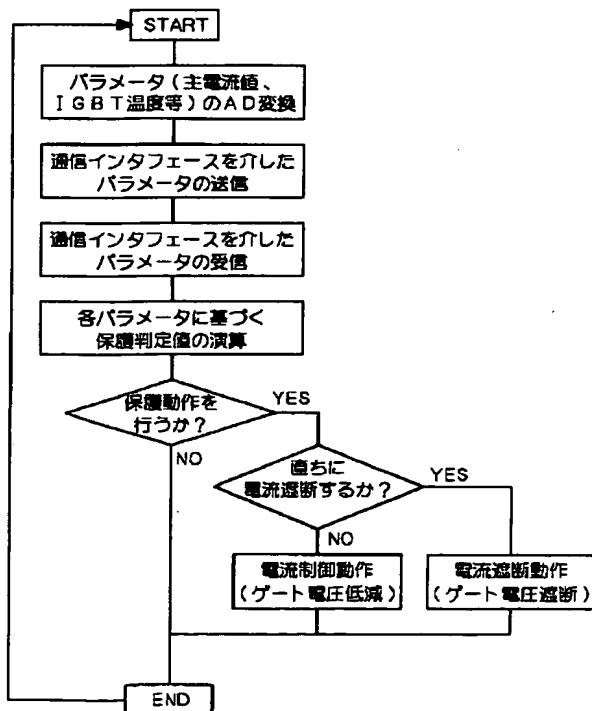 START
パラメータ（主電流値、
ＩＧＢＴ温度等）のＡＤ変換
通信インタフェースを介した
パラメータの送信
通信インタフェースを介した
パラメータの受信
各パラメータに基づく
保護判定値の演算
保護動作を
行うか？
YES
NO
直ちに
電流遮断するか？
YES
NO
電流制御動作
（ゲート電圧低減）
電流遮断動作
（ゲート電圧遮断）
END